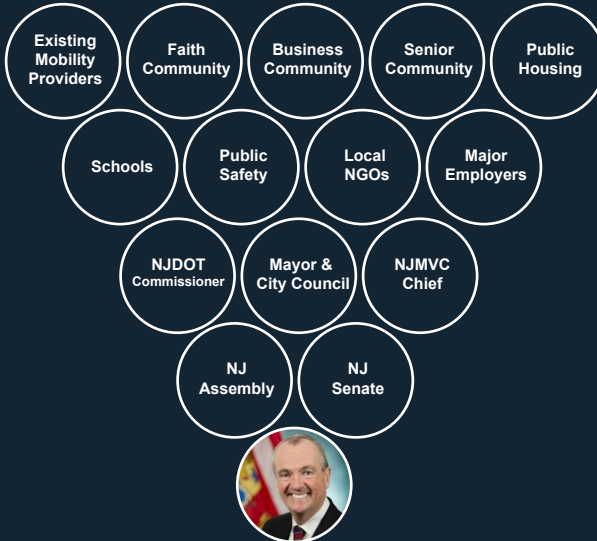 Existing
Mobility
Providers
Faith
Community
Business
Community
Senior
Community
Public
Housing
Schools
Public
Safety
Local
NGOs
Major
Employers
NJDOT
Commissioner
Mayor &
City Council
NJMVC
Chief
NJ
Assembly
NJ
Senate